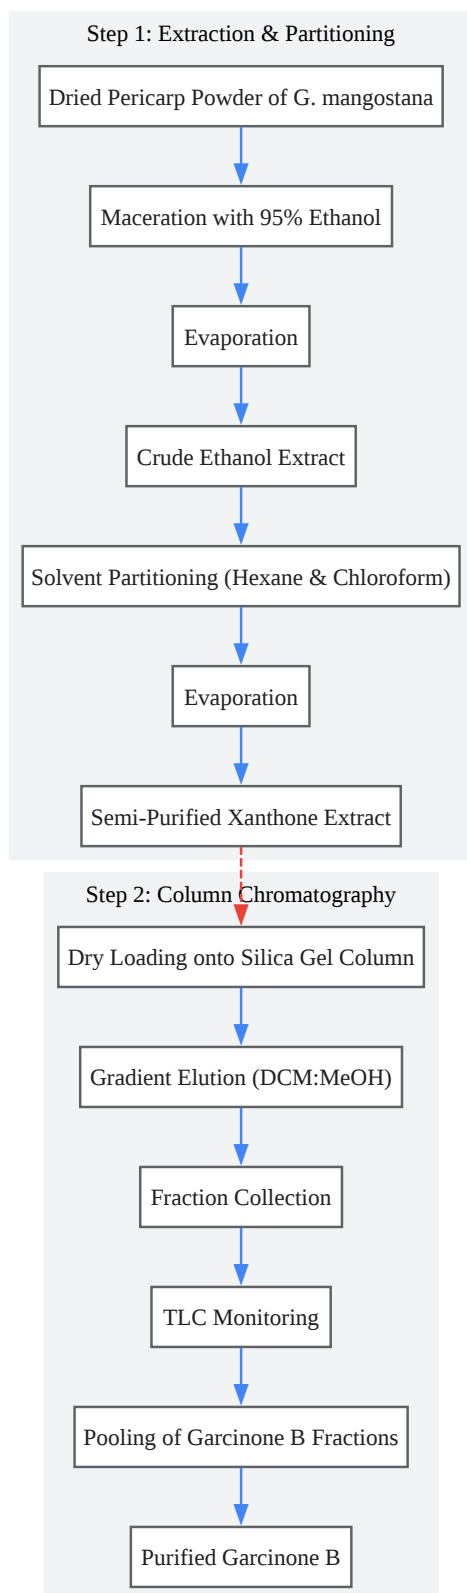 Step 1: Extraction & Partitioning
Dried Pericarp Powder of G. mangostana
Maceration with 95% Ethanol
Evaporation
Crude Ethanol Extract
Solvent Partitioning (Hexane & Chloroform)
Evaporation
Semi-Purified Xanthone Extract
Step 2: Column Chromatography
Dry Loading onto Silica Gel Column
Gradient Elution (DCM:MeOH)
Fraction Collection
TLC Monitoring
Pooling of Garcinone B Fractions
Purified Garcinone B